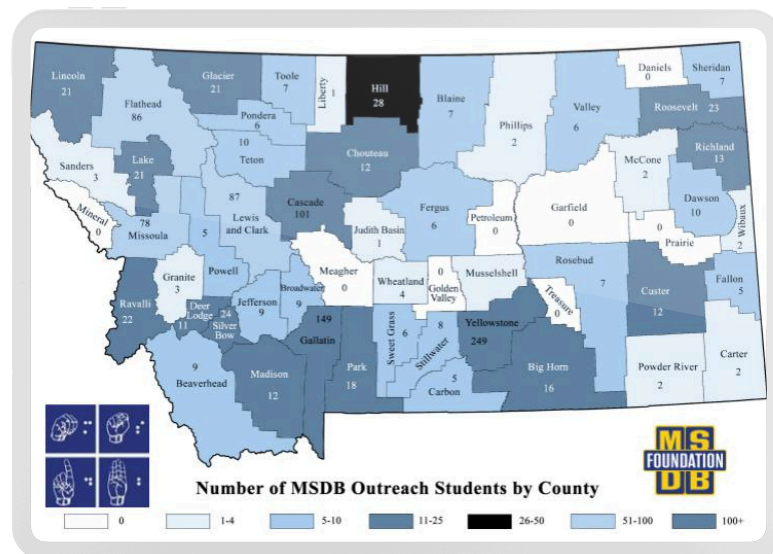 Lincoln
21
Flathead
86
Glacier
21
Toole
7
Liberty
1
Hill
28
Blaine
7
Phillips
2
Valley
6
Daniels
0
Sheridan
7
Roosevelt 23
Pondera
6
10
Teton
Chouteau
12
Sanders
3
Lake
21
Mineral
0
78
Missoula
5
Powell
87
Lewis
and Clark
Cascade
101
Judith Basin
1
Fergus
6
Petroleum
0
Garfield
0
McCone
2
Richland
13
Dawson
10
Wibaux
2
0
Prairie
Granite
3
Ravalli
22
Deer
Lodge
11
24
Silver
Bow
Jefferson
9
Broadwater
9
Meagher
0
Wheatland
4
0
Golden
Valley
Musselshell
Treasure
0
Rosebud
7
Custer
12
Fallon
5
9
Beaverhead
Madison
12
149
Gallatin
Park
18
Sweet Grass
6
Stillwater
8
5
Carbon
Yellowstone
249
Big Horn
16
Powder River
2
Carter
2
MS
FOUNDATION
DB
Number of MSDB Outreach Students by County
0 1-4 5-10 11-25 26-50 51-100 100+